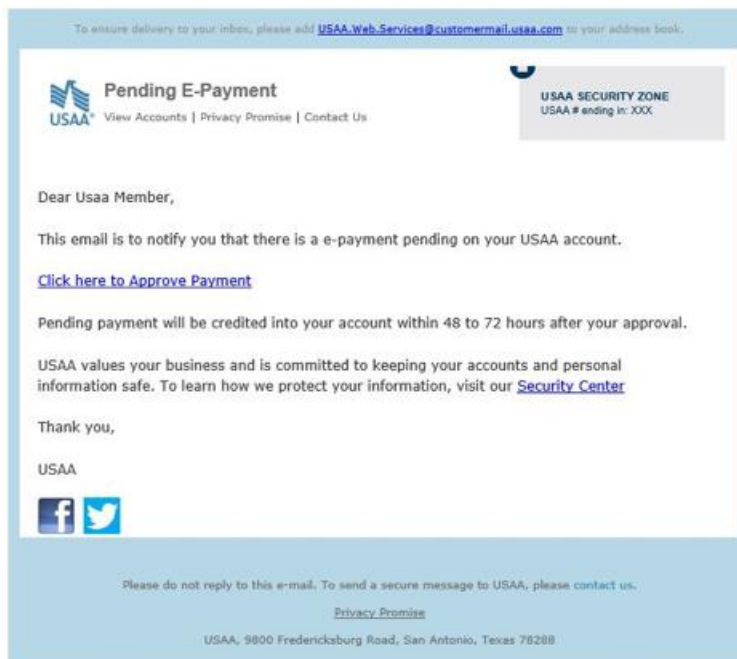 To ensure delivery to your inbox, please add USAA.Web.Services@customermail.usaa.com to your address book.
Pending E-Payment
USAA SECURITY ZONE
USAA # ending in: XXX
USAA®
View Accounts | Privacy Promise | Contact Us
Dear Usaa Member,
This email is to notify you that there is a e-payment pending on your USAA account.
Click here to Approve Payment
Pending payment will be credited into your account within 48 to 72 hours after your approval.
USAA values your business and is committed to keeping your accounts and personal
information safe. To learn how we protect your information, visit our Security Center
Thank you,
USAA
Please do not reply to this e-mail. To send a secure message to USAA, please contact us.
Privacy Promise
USAA, 9800 Fredericksburg Road, San Antonio, Texas 78288